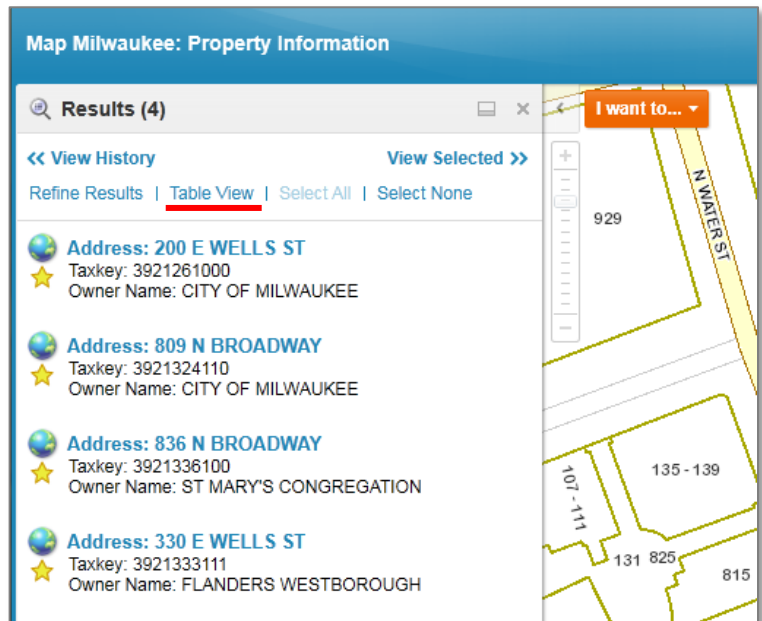 Map Milwaukee: Property Information
Results (4)
I want to...
<< View History
View Selected >>
Refine Results | Table View | Select All | Select None
Address: 200 E WELLS ST
Taxkey: 3921261000
Owner Name: CITY OF MILWAUKEE
Address: 809 N BROADWAY
Taxkey: 3921324110
Owner Name: CITY OF MILWAUKEE
Address: 836 N BROADWAY
Taxkey: 3921336100
Owner Name: ST MARY'S CONGREGATION
Address: 330 E WELLS ST
Taxkey: 3921333111
Owner Name: FLANDERS WESTBOROUGH
N WATER ST
929
135 - 139
107 - 111
131
825
815